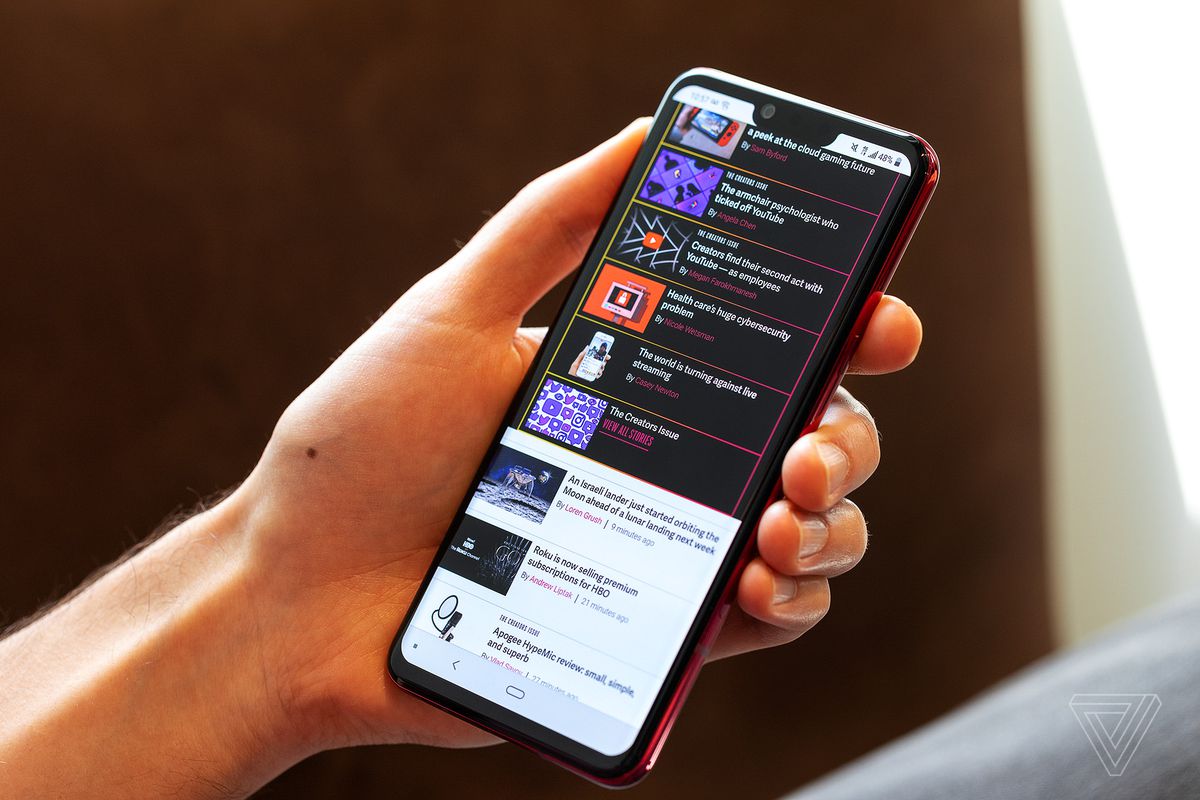 10:57
48%
a peek at the cloud gaming future
By Sam Byford
THE CREATORS ISSUE
The armchair psychologist who
ticked off YouTube
By Angela Chen
THE CREATORS ISSUE
Creators find their second act with
YouTube — as employees
By Megan Farokhmanesh
Health care's huge cybersecurity
problem
By Nicole Wetsman
The world is turning against live
streaming
By Casey Newton
The Creators Issue
VIEW ALL STORIES
An Israeli lander just started orbiting the
Moon ahead of a lunar landing next week
By Loren Grush | 9 minutes ago
HBO
The Roku Channel
Roku is now selling premium
subscriptions for HBO
By Andrew Liptak | 21 minutes ago
THE CREATORS ISSUE
Apogee HypeMic review: small, simple,
and superb
By Vlad Savov | 27 minutes ago